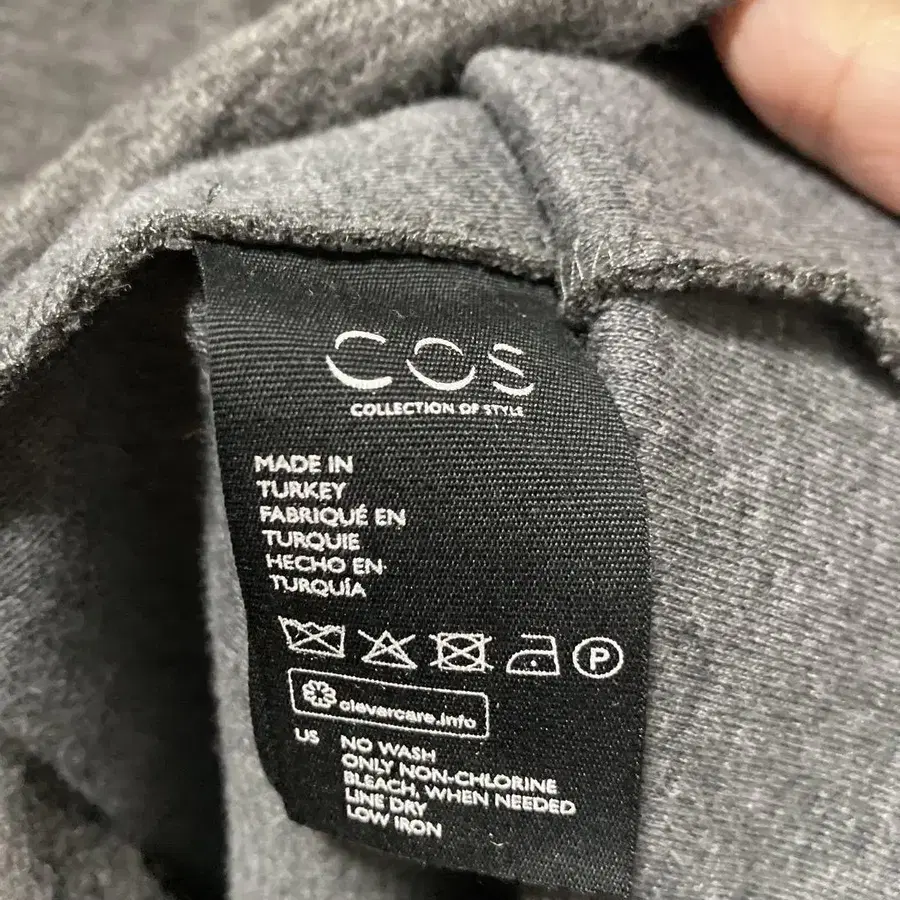 COS
COLLECTION OF STYLE
MADE IN
TURKEY
FABRIQUÉ EN
TURQUIE
HECHO EN
TURQUÍA
P
clevercare.info
US NO WASH
ONLY NON-CHLORINE
BLEACH, WHEN NEEDED
LINE DRY
LOW IRON